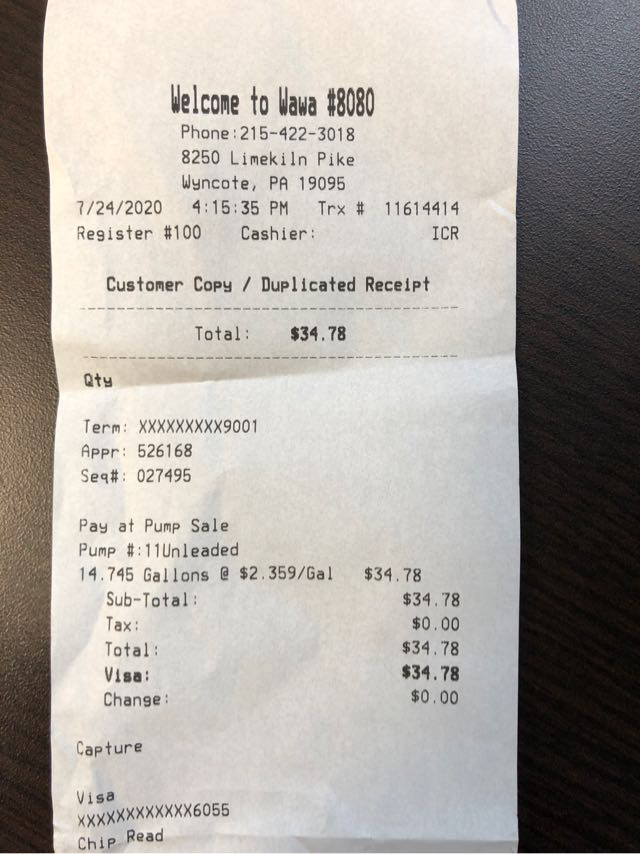 Welcome to Wawa #8080
Phone:215-422-3018
8250 Limekiln Pike
Wyncote, PA 19095
7/24/2020 4:15:35 PM Trx # 11614414
Register #100 Cashier: ICR
Customer Copy / Duplicated Receipt
Total: $34.78
Qty
Term: XXXXXXXXX9001
Appr: 526168
Seq#: 027495
Pay at Pump Sale
Pump #:11Unleaded
14.745 Gallons @ $2.359/Gal $34.78
Sub-Total: $34.78
Tax: $0.00
Total: $34.78
Visa: $34.78
Change: $0.00
Capture
Visa
XXXXXXXXXXXX6055
Chip Read